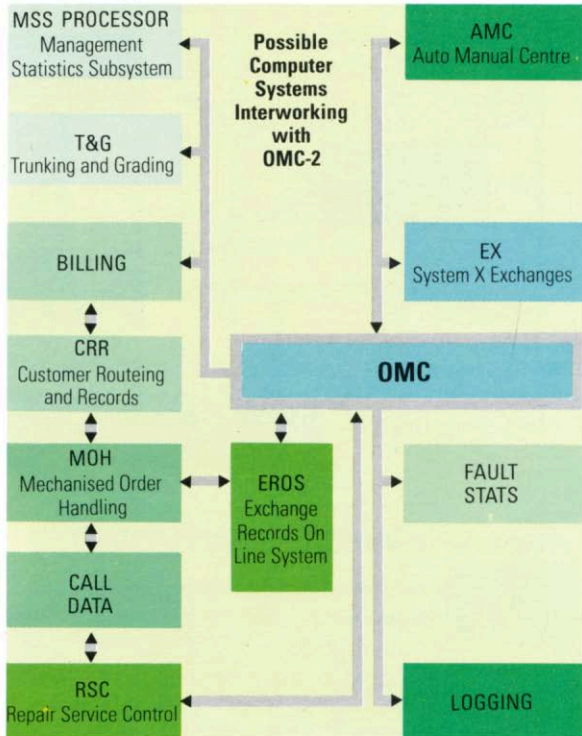 MSS PROCESSOR
Management
Statistics Subsystem
Possible
Computer
Systems
Interworking
with
OMC-2
AMC
Auto Manual Centre
T&G
Trunking and Grading
BILLING
EX
System X Exchanges
CRR
Customer Routeing
and Records
OMC
MOH
Mechanised Order
Handling
EROS
Exchange
Records On
Line System
FAULT
STATS
CALL
DATA
RSC
Repair Service Control
LOGGING